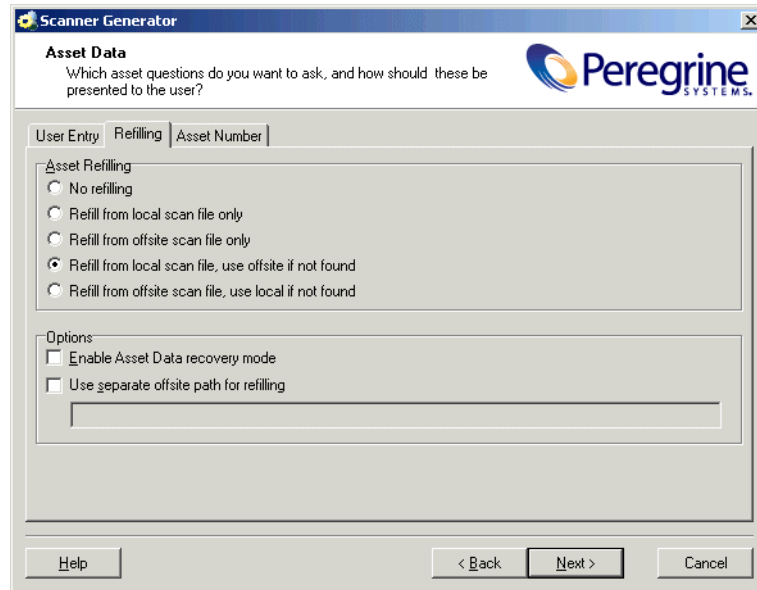 Scanner Generator
Asset Data
Which asset questions do you want to ask, and how should these be
presented to the user?
Peregrine
SYSTEMS.
User Entry
Refilling
Asset Number
Asset Refilling
No refilling
Refill from local scan file only
Refill from offsite scan file only
Refill from local scan file, use offsite if not found
Refill from offsite scan file, use local if not found
Options
Enable Asset Data recovery mode
Use separate offsite path for refilling
Help
< Back
Next >
Cancel